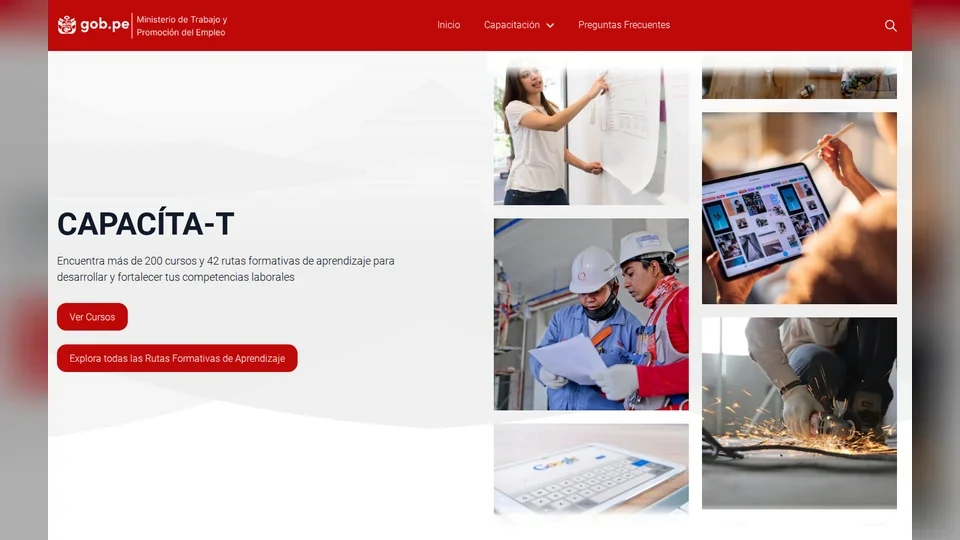 gob.pe
Ministerio de Trabajo y
Promoción del Empleo
Inicio
Capacitación
Preguntas Frecuentes
CAPACÍTA-T
Encuentra más de 200 cursos y 42 rutas formativas de aprendizaje para
desarrollar y fortalecer tus competencias laborales
Ver Cursos
Explora todas las Rutas Formativas de Aprendizaje
Google